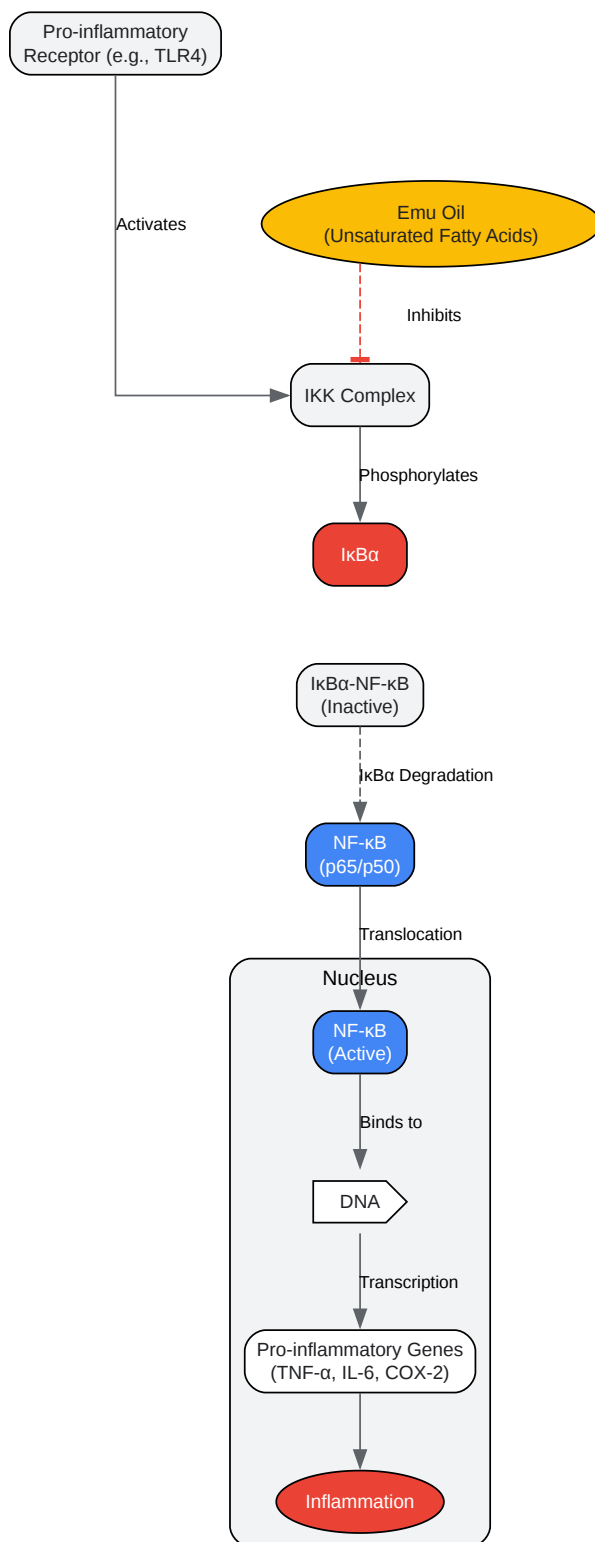 Pro-inflammatory
Receptor (e.g., TLR4)
Activates
Emu Oil
(Unsaturated Fatty Acids)
Inhibits
IKK Complex
Phosphorylates
IκBα
IκBα-NF-κB
(Inactive)
IκBα Degradation
NF-κB
(p65/p50)
Translocation
Nucleus
NF-κB
(Active)
Binds to
DNA
Transcription
Pro-inflammatory Genes
(TNF-α, IL-6, COX-2)
Inflammation